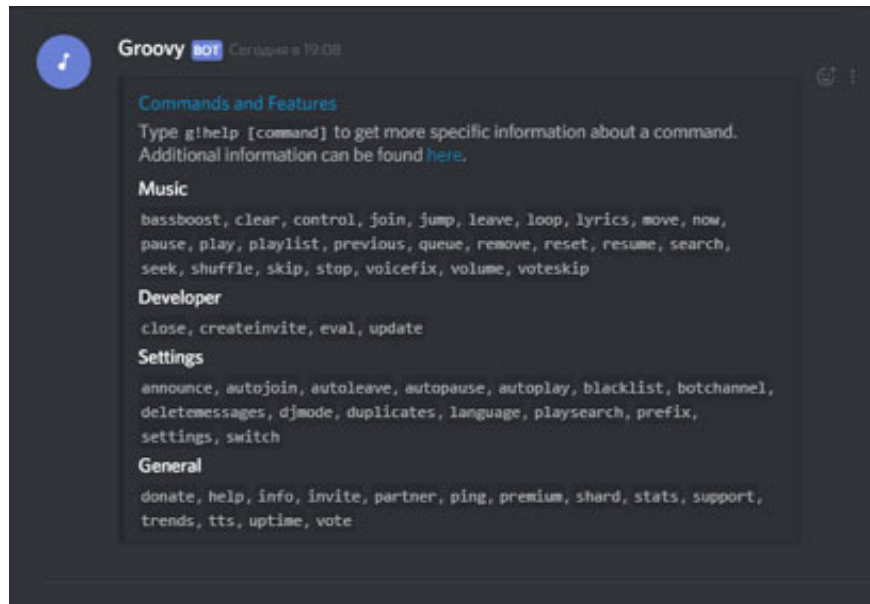 Groovy BOT Сегодня в 19:08
Commands and Features
Type g!help [command] to get more specific information about a command.
Additional information can be found here.
Music
bassboost, clear, control, join, jump, leave, loop, lyrics, move, now,
pause, play, playlist, previous, queue, remove, reset, resume, search,
seek, shuffle, skip, stop, voicefix, volume, voteskip
Developer
close, createinvite, eval, update
Settings
announce, autojoin, autoleave, autopause, autoplay, blacklist, botchannel,
deletemessages, djmode, duplicates, language, playsearch, prefix,
settings, switch
General
donate, help, info, invite, partner, ping, premium, shard, stats, support,
trends, tts, uptime, vote